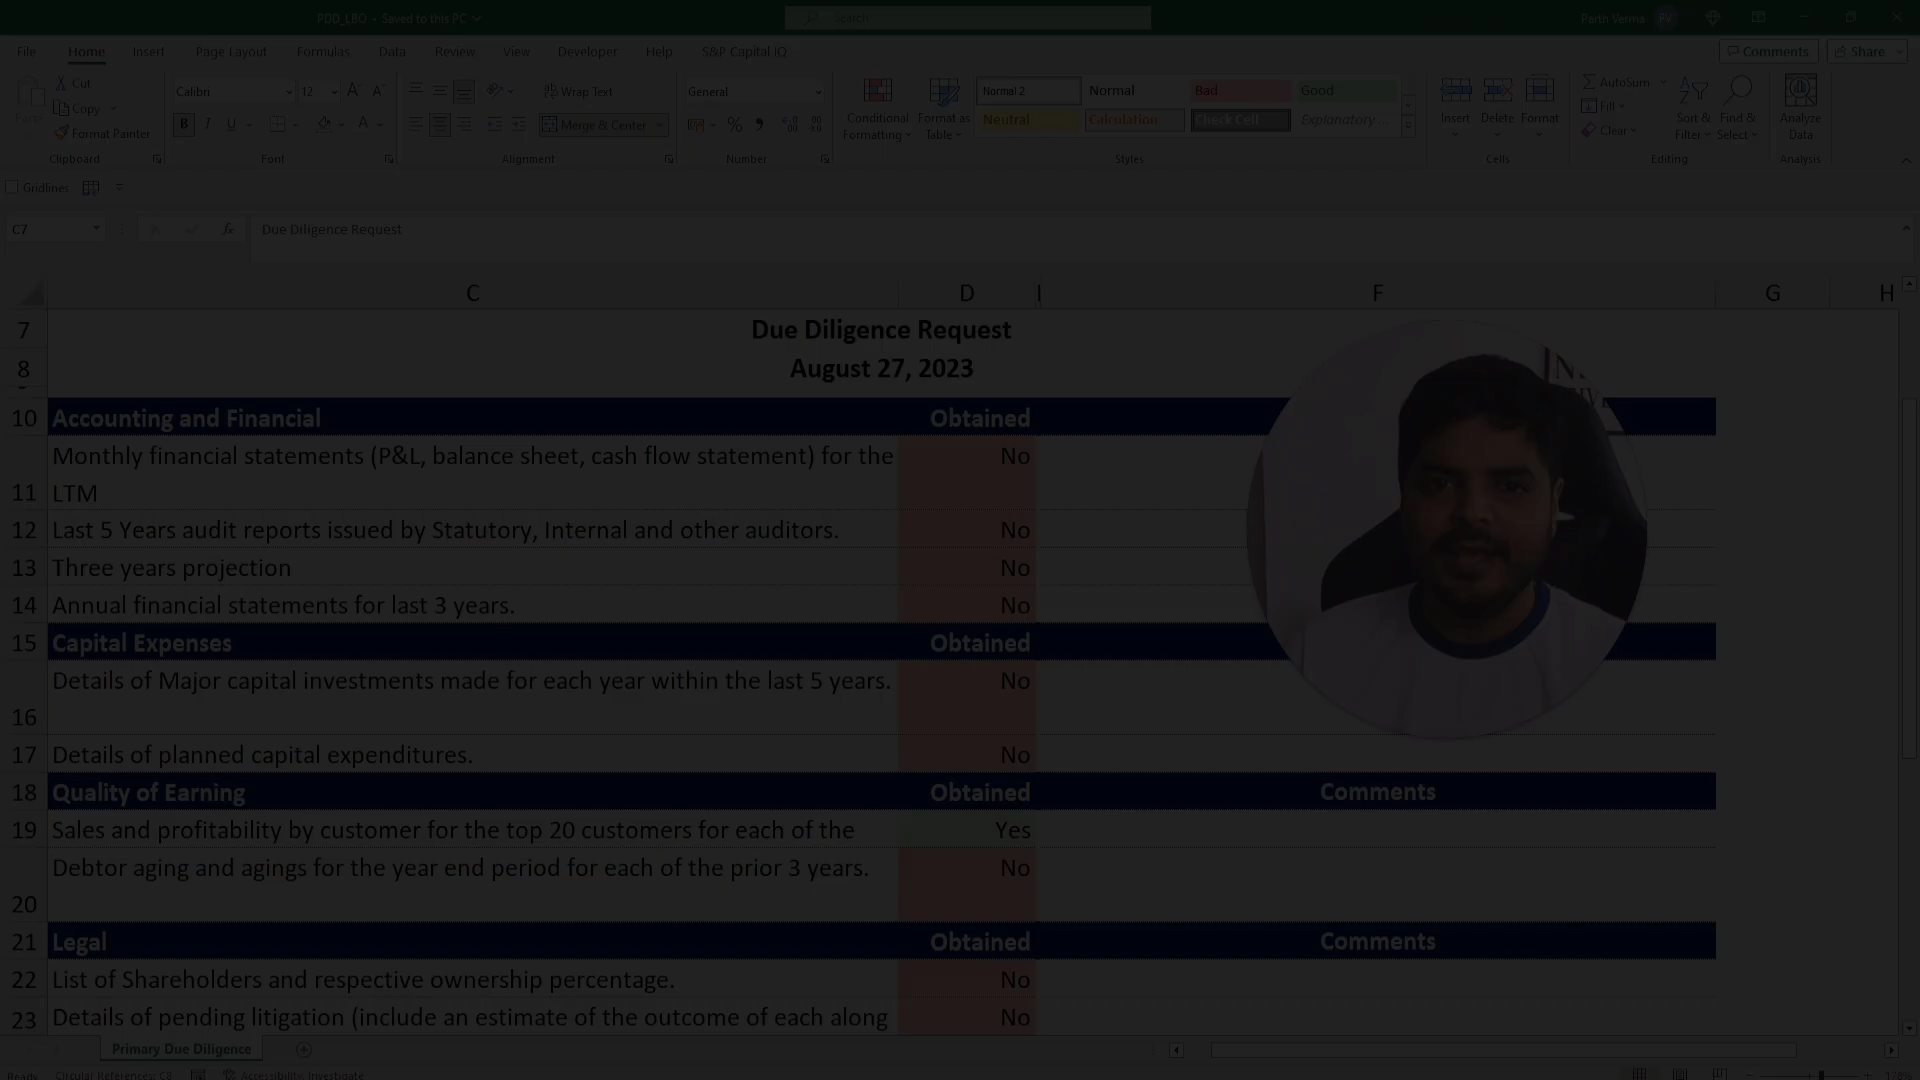 PDD_LBO • Saved to this PC
Search
Parth Verma PV
File Home Insert Page Layout Formulas Data Review View Developer Help S&P Capital IQ
Comments Share
Cut
Copy
Format Painter
Clipboard
Calibri 12
B I U A
Font
Wrap Text
Merge & Center
Alignment
General
Number
Conditional Formatting
Format as Table
Normal 2 Normal Bad Good
Neutral Calculation Check Cell Explanatory ...
Styles
Insert Delete Format
Cells
AutoSum
Fill
Clear
Sort & Filter
Find & Select
Editing
Analyze Data
Analysis
Gridlines
C7 fx Due Diligence Request
C D F G H
7 Due Diligence Request
8 August 27, 2023
10 Accounting and Financial Obtained
Monthly financial statements (P&L, balance sheet, cash flow statement) for the No
11 LTM
12 Last 5 Years audit reports issued by Statutory, Internal and other auditors. No
13 Three years projection No
14 Annual financial statements for last 3 years. No
15 Capital Expenses Obtained
Details of Major capital investments made for each year within the last 5 years. No
16
17 Details of planned capital expenditures. No
18 Quality of Earning Obtained Comments
19 Sales and profitability by customer for the top 20 customers for each of the Yes
Debtor aging and agings for the year end period for each of the prior 3 years. No
20
21 Legal Obtained Comments
22 List of Shareholders and respective ownership percentage. No
23 Details of pending litigation (include an estimate of the outcome of each along No
Primary Due Diligence
Ready Circular References: C8 Accessibility: Investigate 178%